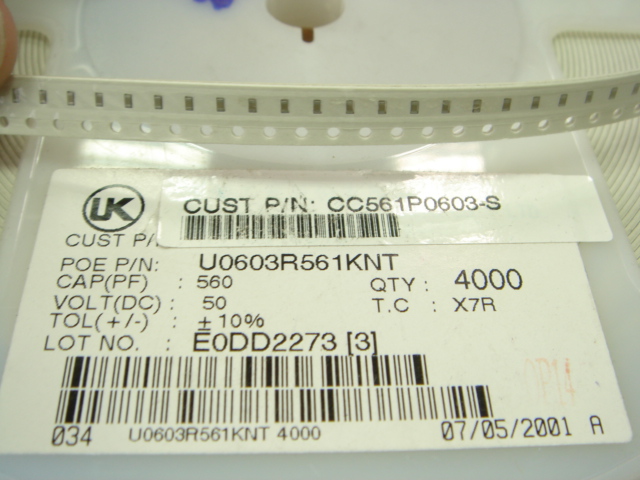 UK
CUST P/N: CC561P0603-S
CUST P/
POE P/N: U0603R561KNT
CAP(PF) : 560 QTY : 4000
VOLT(DC) : 50 T.C : X7R
TOL(+/-) : ±10%
LOT NO. : E0DD2273 [3]
034 U0603R561KNT 4000 07/05/2001 A